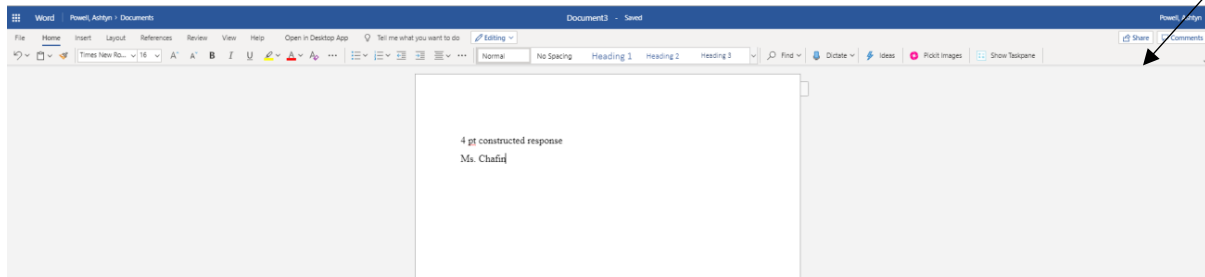 Word Powell, Ashtyn > Documents Document3 - Saved Powell, Ashtyn
File Home Insert Layout References Review View Help Open in Desktop App Tell me what you want to do Editing Share Comments
Times New Ro... 16 A A B I U A Ap ... Normal No Spacing Heading 1 Heading 2 Heading 3 Find Dictate Ideas Pickit Images Show Taskpane
4 pt constructed response
Ms. Chafin